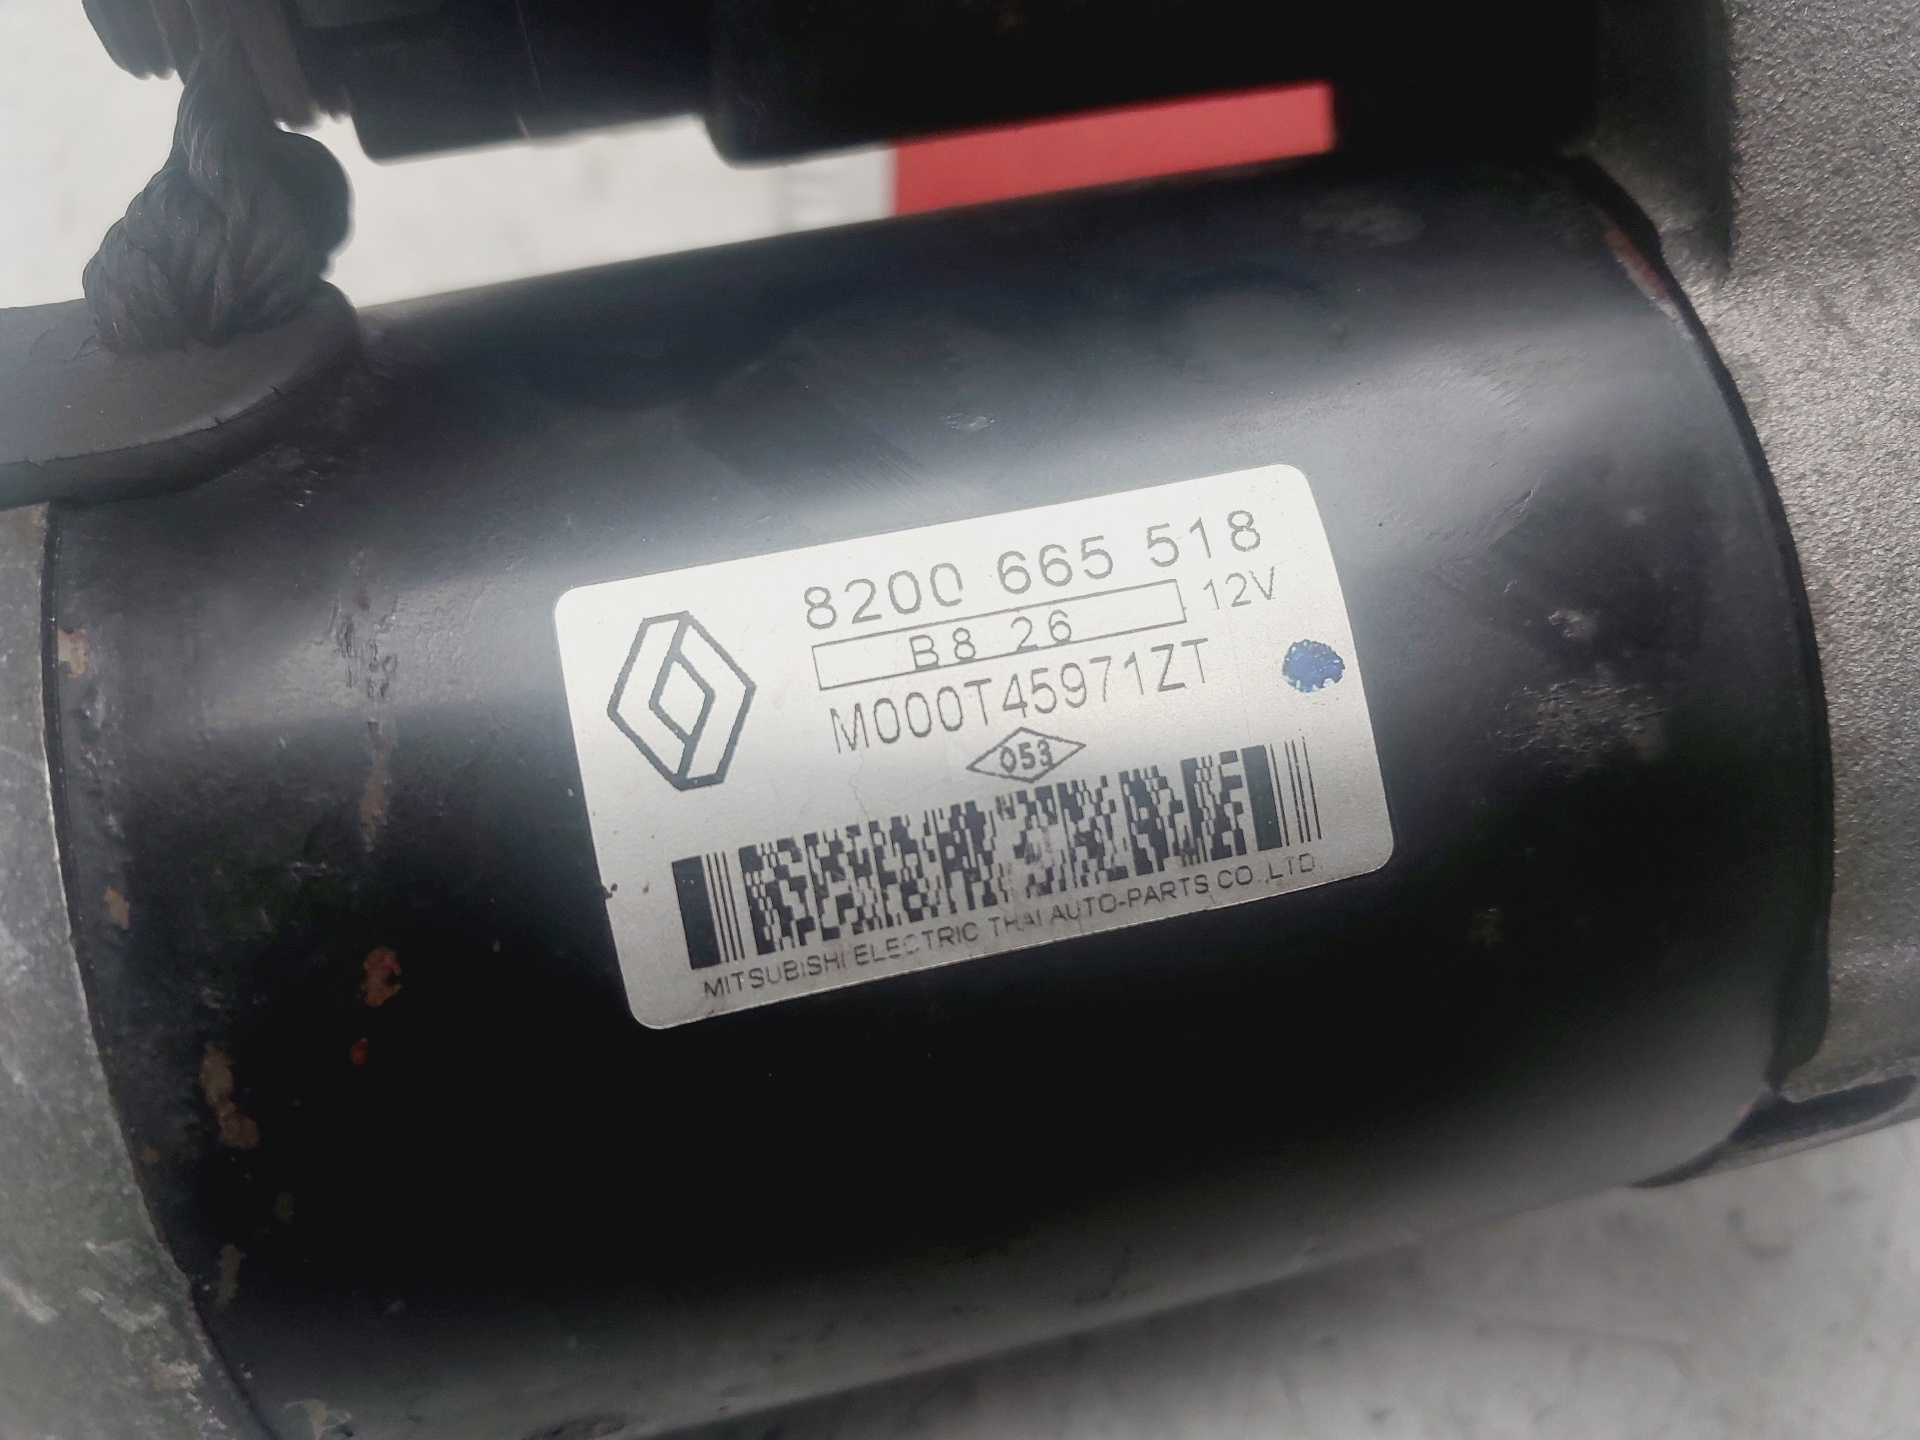 8200 665 518
B8 26 12V
M000T45971ZT
053
MITSUBISHI ELECTRIC THAI AUTO-PARTS CO.,LTD.